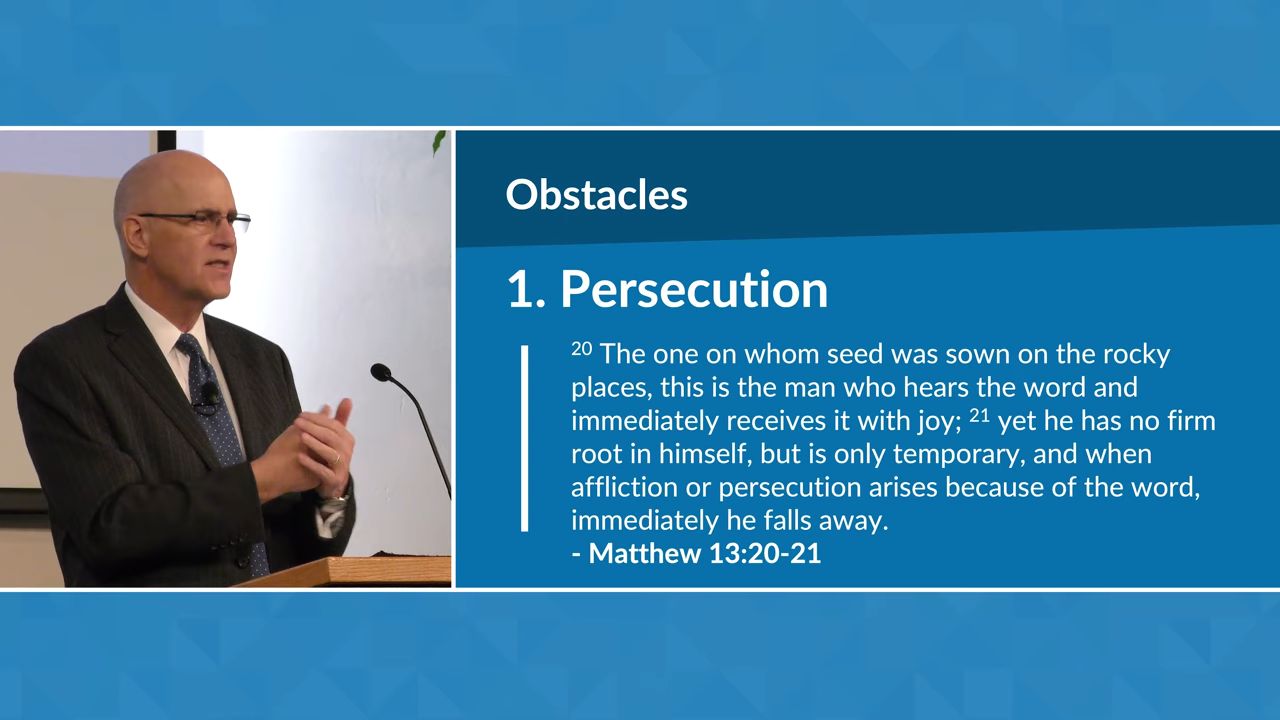 Obstacles
1. Persecution
20 The one on whom seed was sown on the rocky
places, this is the man who hears the word and
immediately receives it with joy; 21 yet he has no firm
root in himself, but is only temporary, and when
affliction or persecution arises because of the word,
immediately he falls away.
- Matthew 13:20-21